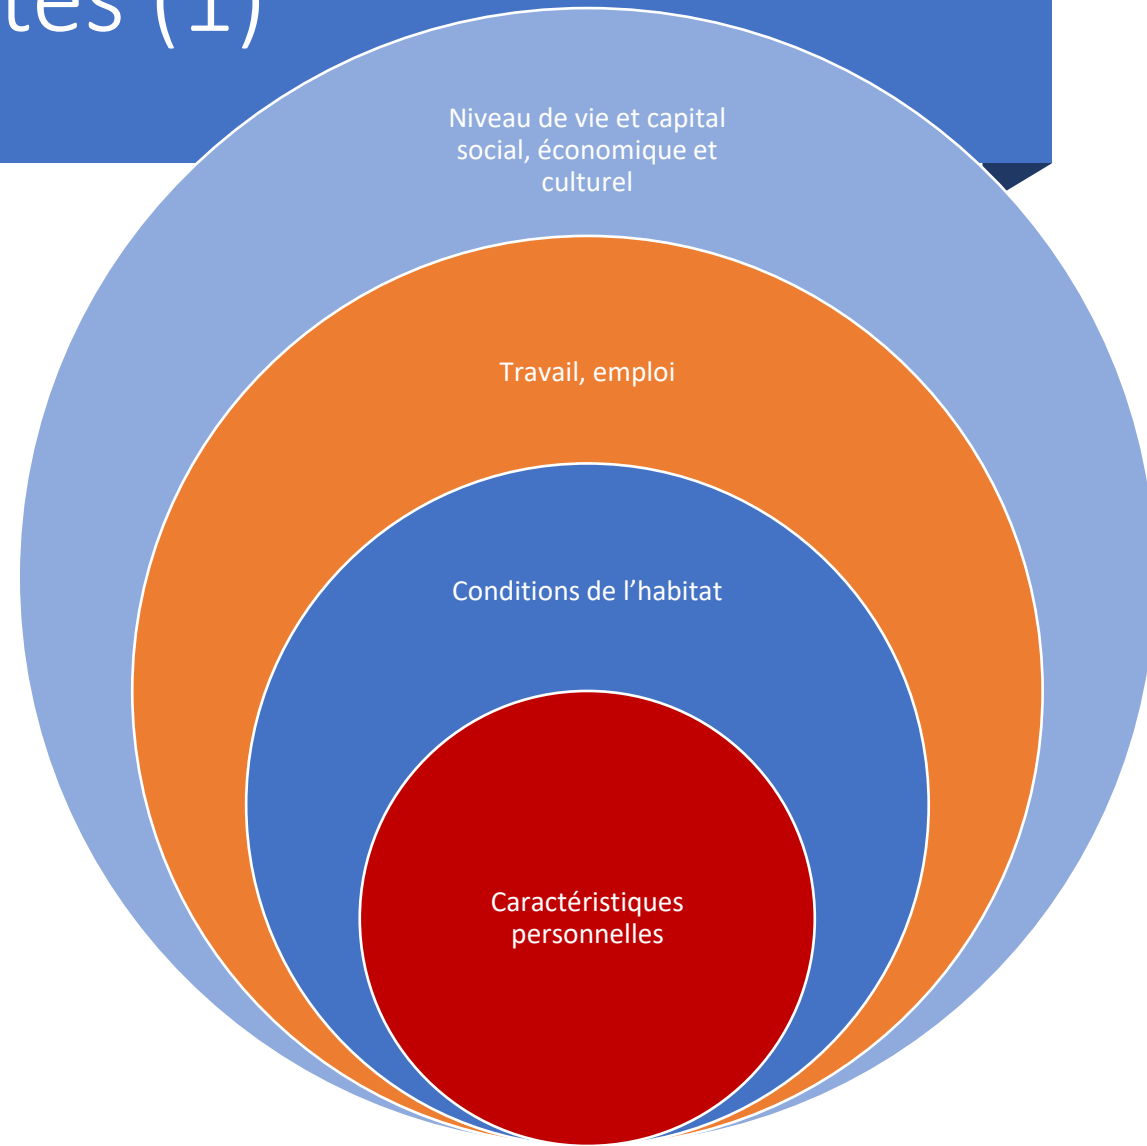 tés (1)
Niveau de vie et capital
social, économique et
culturel
Travail, emploi
Conditions de l’habitat
Caractéristiques
personnelles